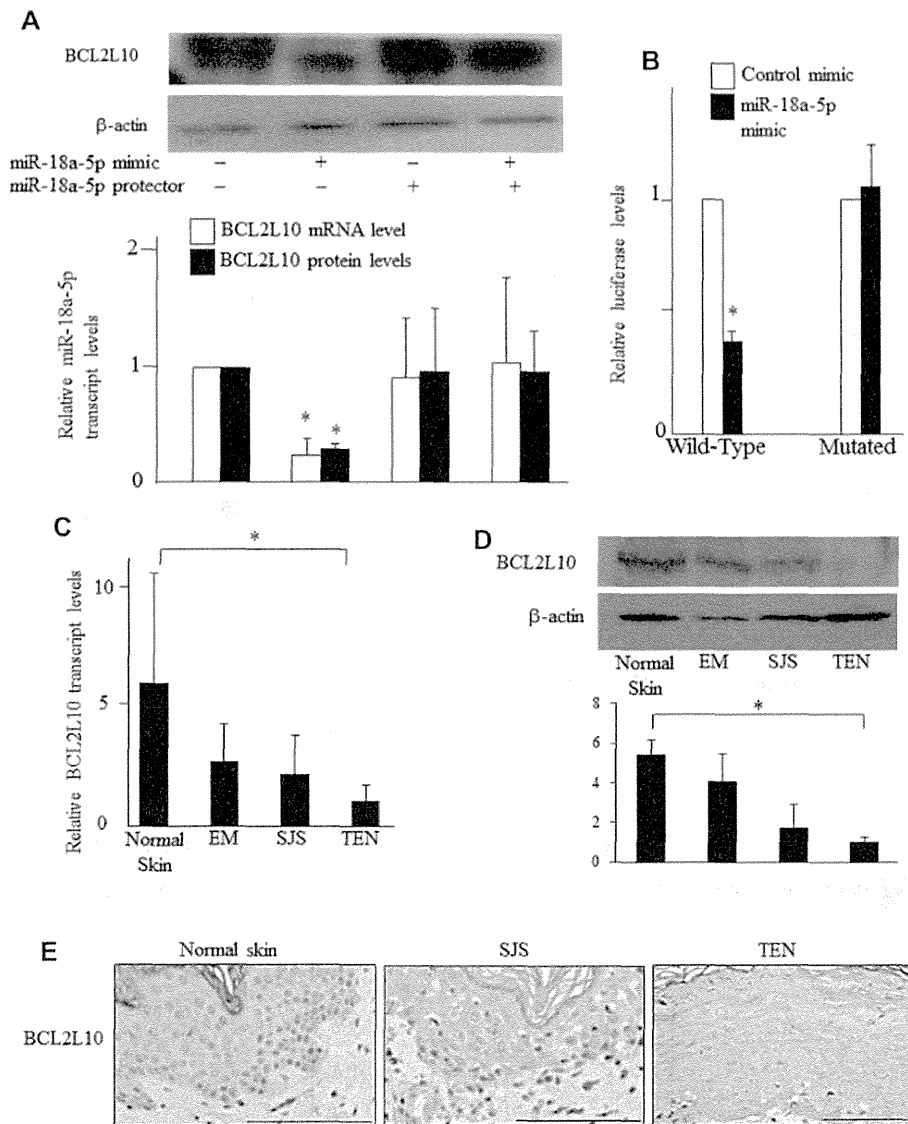 A
BCL2L10
β-actin
miR-18a-5p mimic − + − +
miR-18a-5p protector − − + +
BCL2L10 mRNA level
BCL2L10 protein levels
Relative miR-18a-5p
transcript levels
2
1
0
* *
B
Control mimic
miR-18a-5p
mimic
Relative luciferase levels
1
0
*
Wild-Type Mutated
C
Relative BCL2L10 transcript levels
10
5
0
*
Normal
Skin
EM SJS TEN
D
BCL2L10
β-actin
Normal
Skin
EM SJS TEN
8
6
4
2
0
*
E
Normal skin SJS TEN
BCL2L10